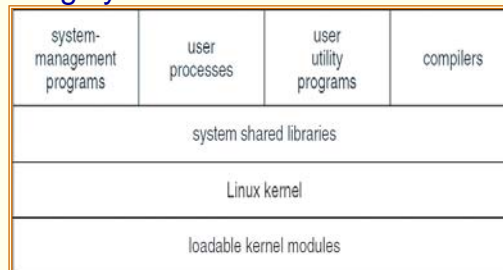 system-
management
programs
user
processes
user
utility
programs
compilers
system shared libraries
Linux kernel
loadable kernel modules